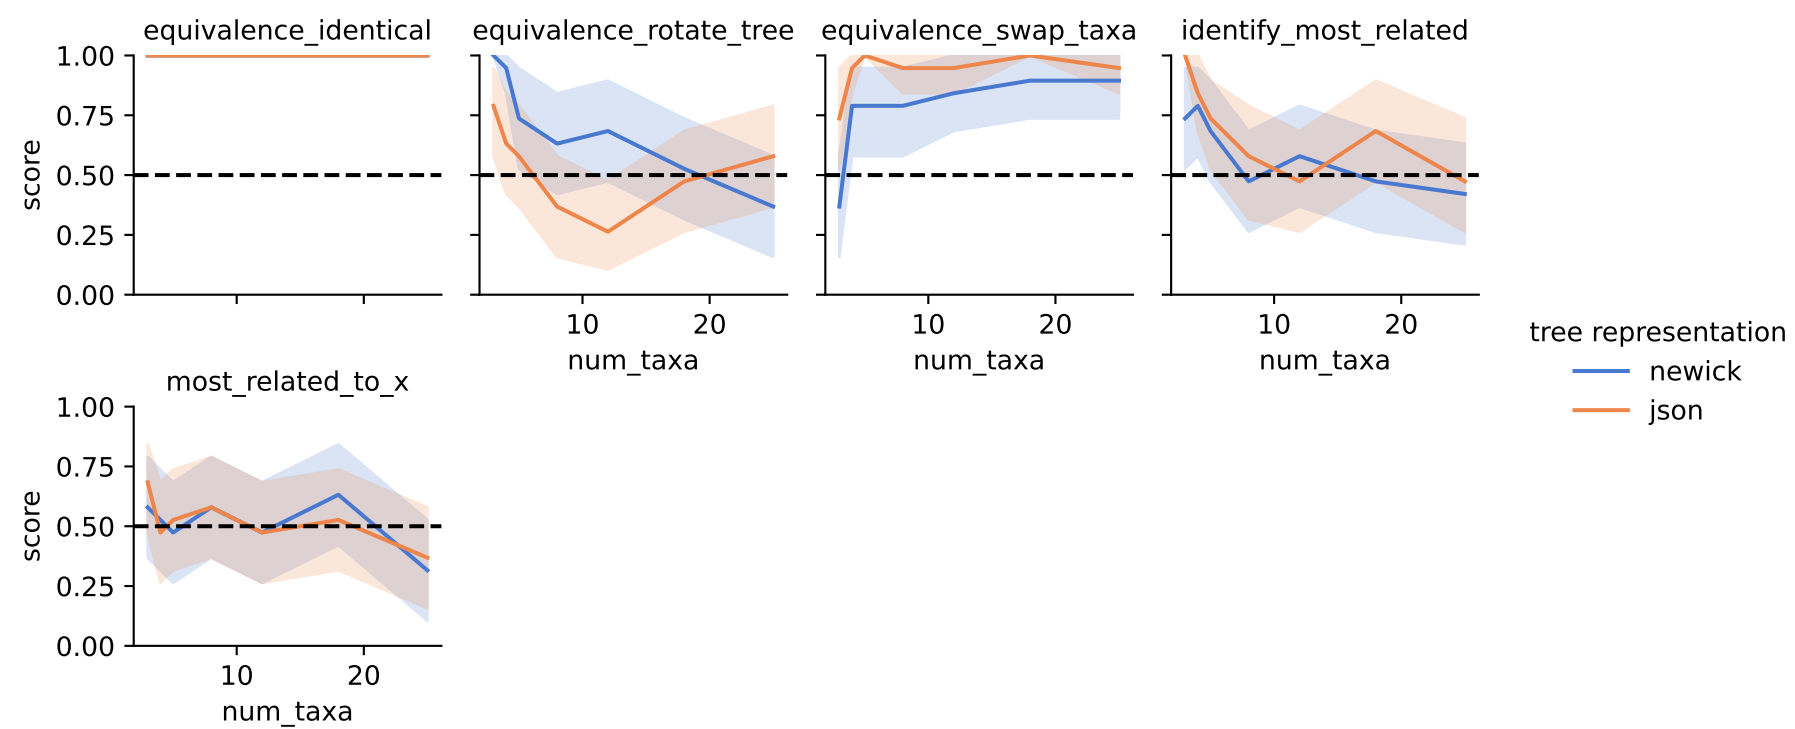 equivalence_identical
equivalence_rotate_tree
equivalence_swap_taxa
identify_most_related
score
1.00
0.75
0.50
0.25
0.00
10
20
num_taxa
10
20
num_taxa
10
20
num_taxa
tree representation
newick
json
most_related_to_x
score
1.00
0.75
0.50
0.25
0.00
10
20
num_taxa